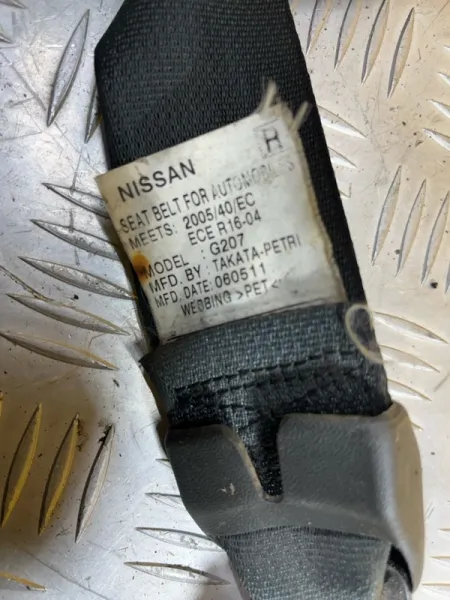 R
NISSAN
SEAT BELT FOR AUTOMOBILES
MEETS: 2005/40/EC
ECE R16-04
MODEL : G207
MFD. BY: TAKATA-PETRI
MFD. DATE: 060511
WEBBING >PET<